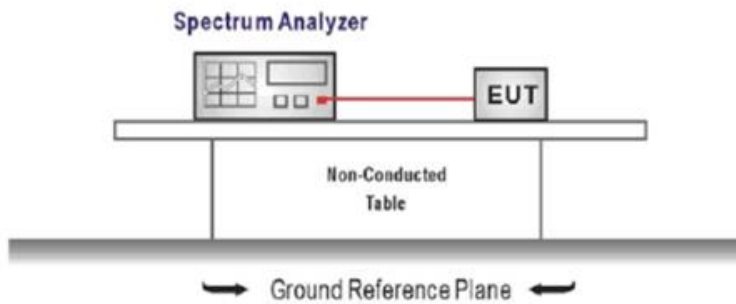 Spectrum Analyzer
EUT
Non-Conducted
Table
Ground Reference Plane